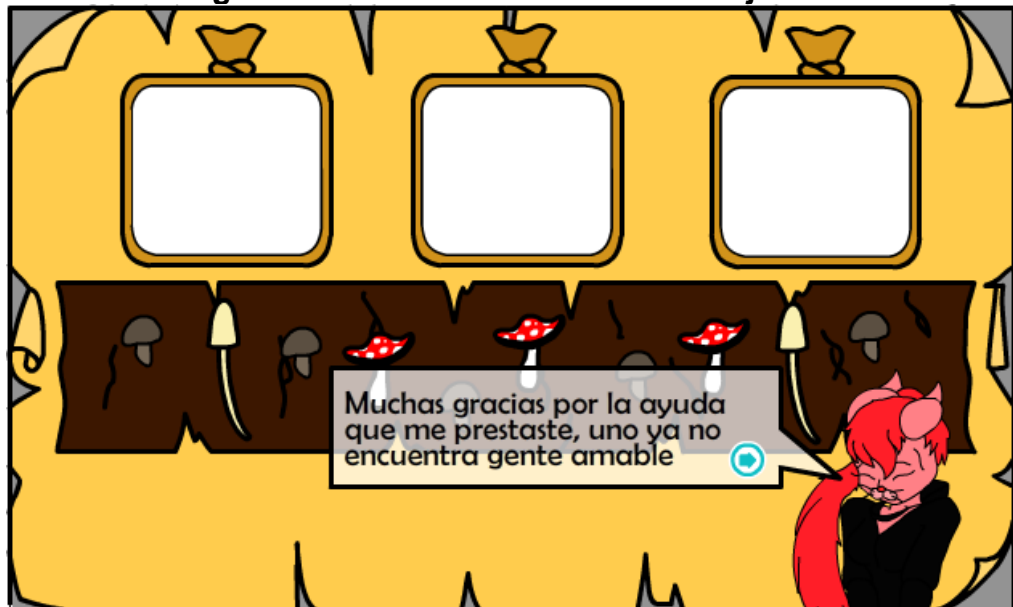 Muchas gracias por la ayuda
que me prestaste, uno ya no
encuentra gente amable